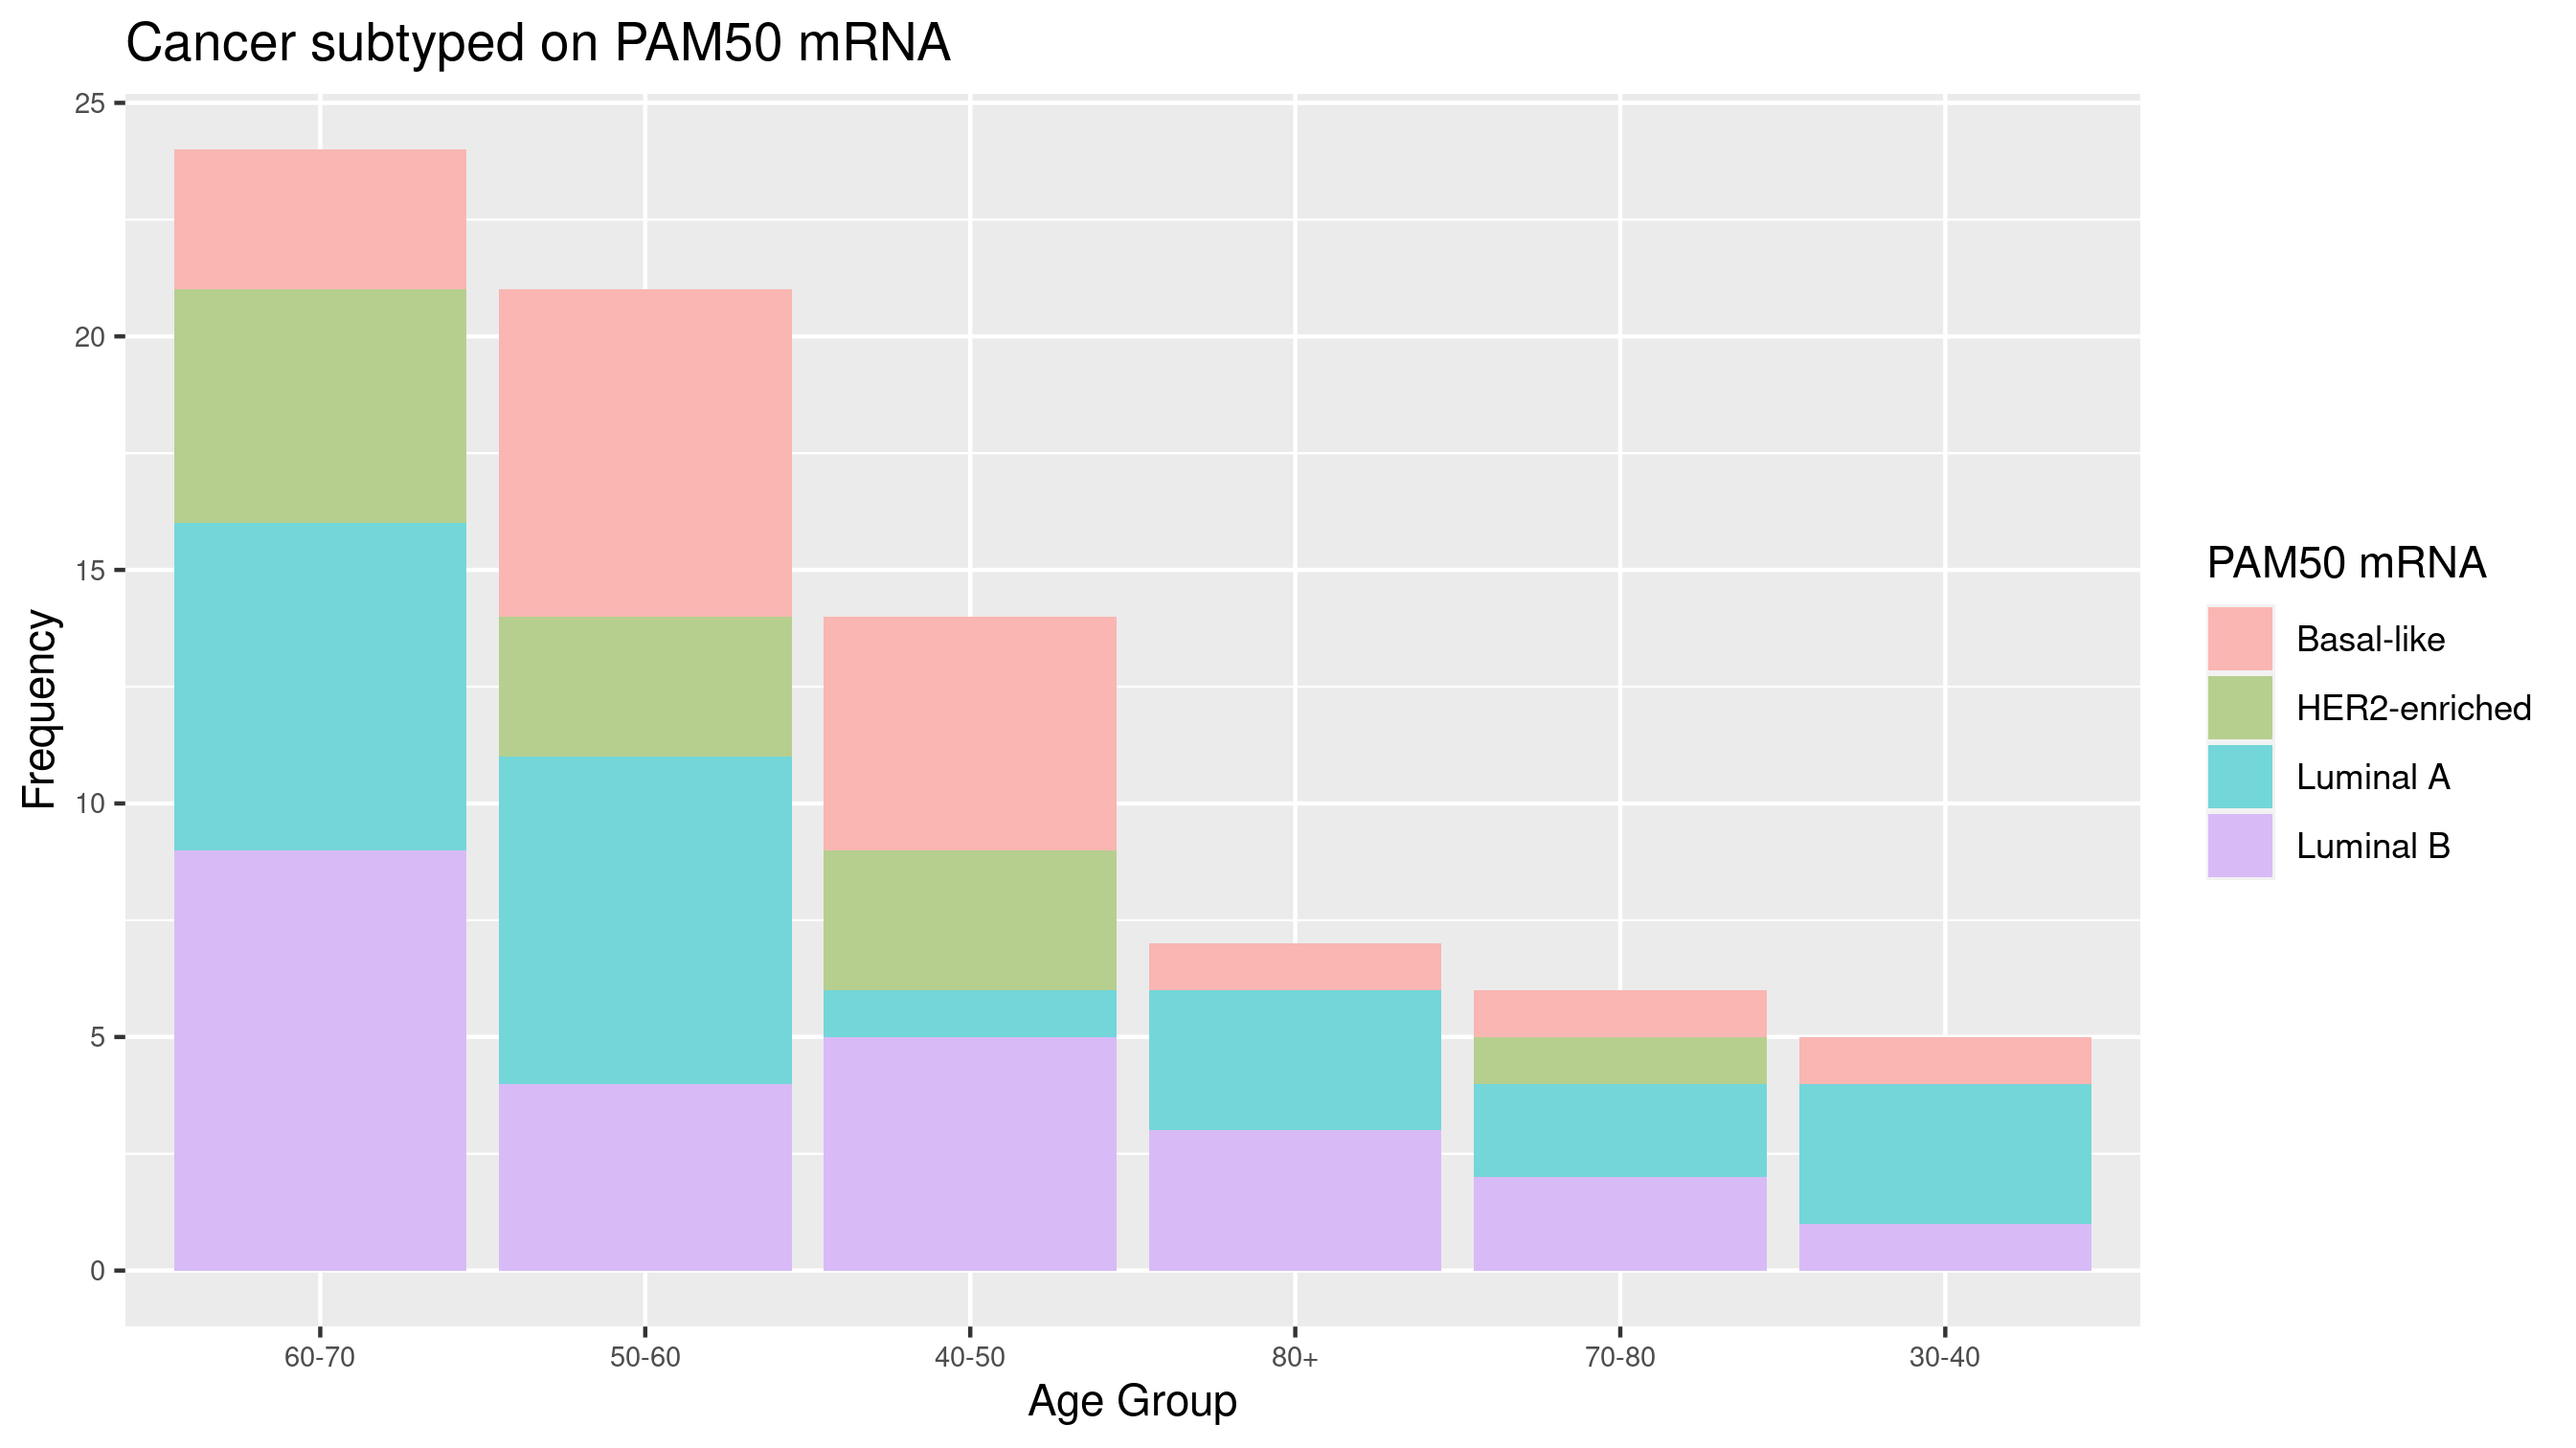 Cancer subtyped on PAM50 mRNA
25
20
15
10
5
0
Frequency
60-70
50-60
40-50
80+
70-80
30-40
Age Group
PAM50 mRNA
Basal-like
HER2-enriched
Luminal A
Luminal B